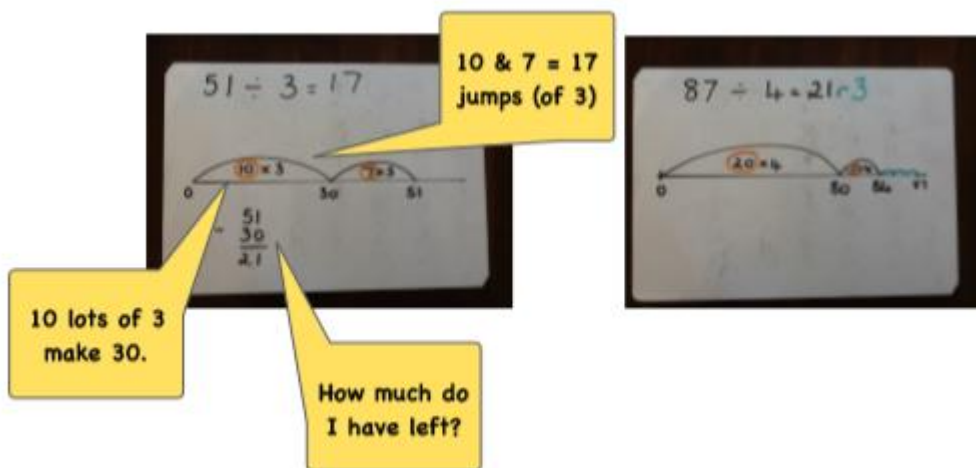 51 ÷ 3 = 17
10 & 7 = 17
jumps (of 3)
10 × 3
7 × 3
0
30
51
- 51
30
21
10 lots of 3
make 30.
How much do
I have left?
87 ÷ 4 = 21 r3
20 × 4
0
80
84
87